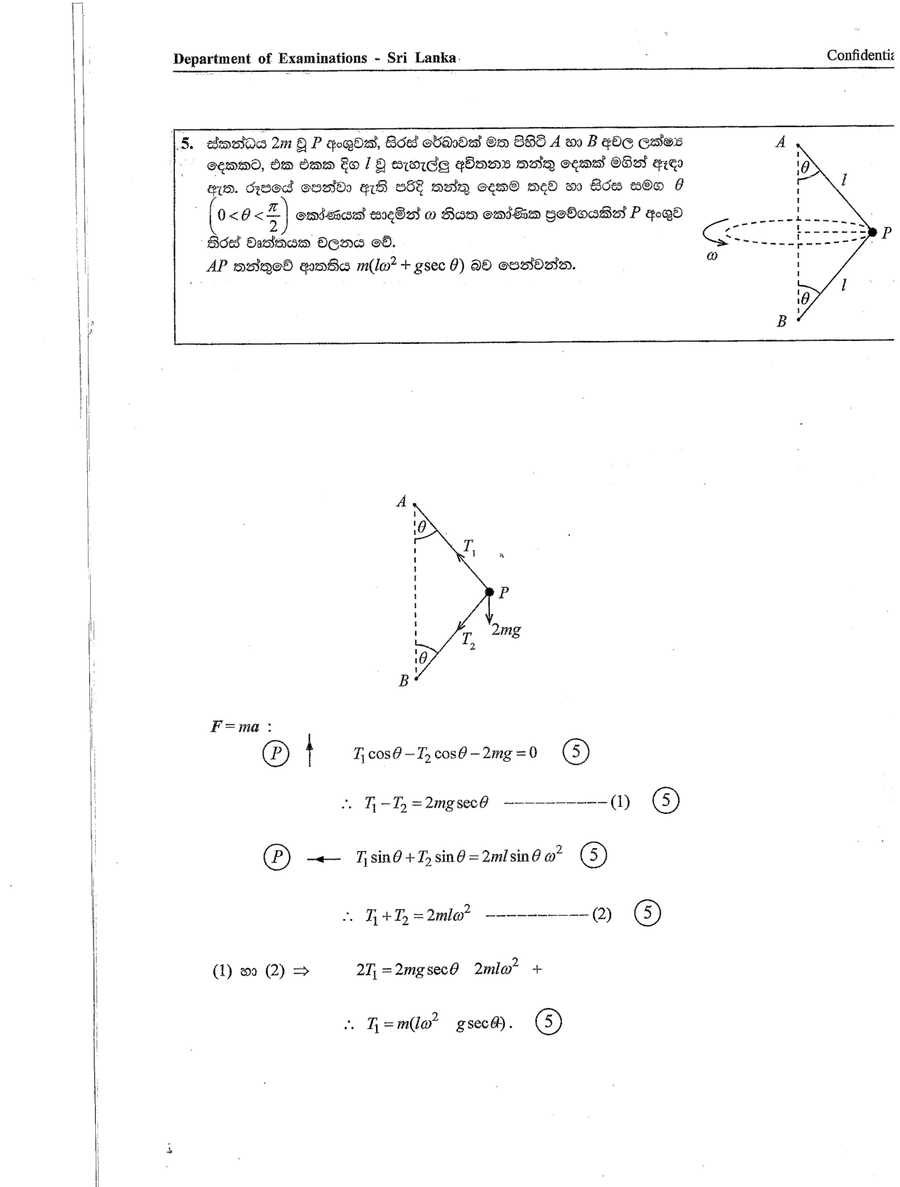 Department of Examinations - Sri Lanka
Confidentia
5. ස්කන්ධය 2m වූ P අංශුවක්, සිරස් රේඛාවක් මත පිහිටි A හා B අචල ලක්ෂ්‍ය
දෙකකට, එක එකක දිග l වූ සැහැල්ලු අවිතන්‍ය තන්තු දෙකක් මගින් ඈඳා
ඇත. රූපයේ පෙන්වා ඇති පරිදි තන්තු දෙකම තදව හා සිරස සමග θ
(0 < θ < π/2) කෝණයක් සාදමින් ω නියත කෝණික ප්‍රවේගයකින් P අංශුව
තිරස් වෘත්තයක චලනය වේ.
AP තන්තුවේ ආතතිය m(lω² + g sec θ) බව පෙන්වන්න.
A
θ
l
P
ω
θ
l
B
A
θ
T₁
P
2mg
T₂
θ
B
F = ma :
P T₁ cos θ − T₂ cos θ − 2mg = 0 5
∴ T₁ − T₂ = 2mg sec θ ----------- (1) 5
P T₁ sin θ + T₂ sin θ = 2ml sin θ ω² 5
∴ T₁ + T₂ = 2mlω² ----------- (2) 5
(1) හා (2) ⇒ 2T₁ = 2mg sec θ 2mlω² +
∴ T₁ = m(lω² g sec θ). 5